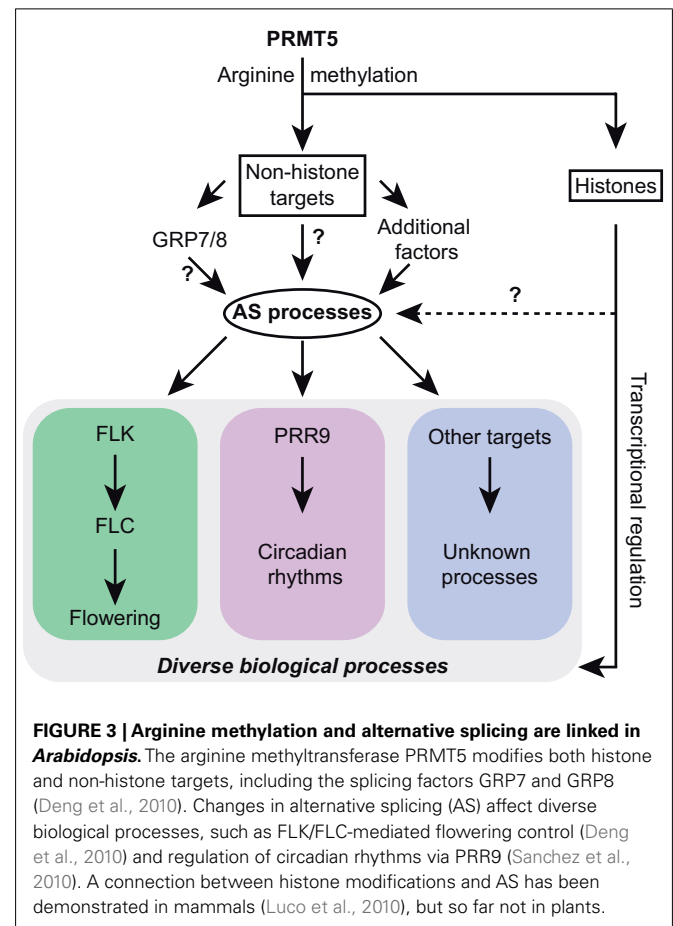 PRMT5
Arginine methylation
Non-histone
targets
Histones
GRP7/8
?
?
Additional
factors
AS processes
?
FLK
FLC
Flowering
PRR9
Circadian
rhythms
Other targets
Unknown
processes
Transcriptional regulation
Diverse biological processes
FIGURE 3 | Arginine methylation and alternative splicing are linked in
Arabidopsis. The arginine methyltransferase PRMT5 modifies both histone
and non-histone targets, including the splicing factors GRP7 and GRP8
(Deng et al., 2010). Changes in alternative splicing (AS) affect diverse
biological processes, such as FLK/FLC-mediated flowering control (Deng
et al., 2010) and regulation of circadian rhythms via PRR9 (Sanchez et al.,
2010). A connection between histone modifications and AS has been
demonstrated in mammals (Luco et al., 2010), but so far not in plants.